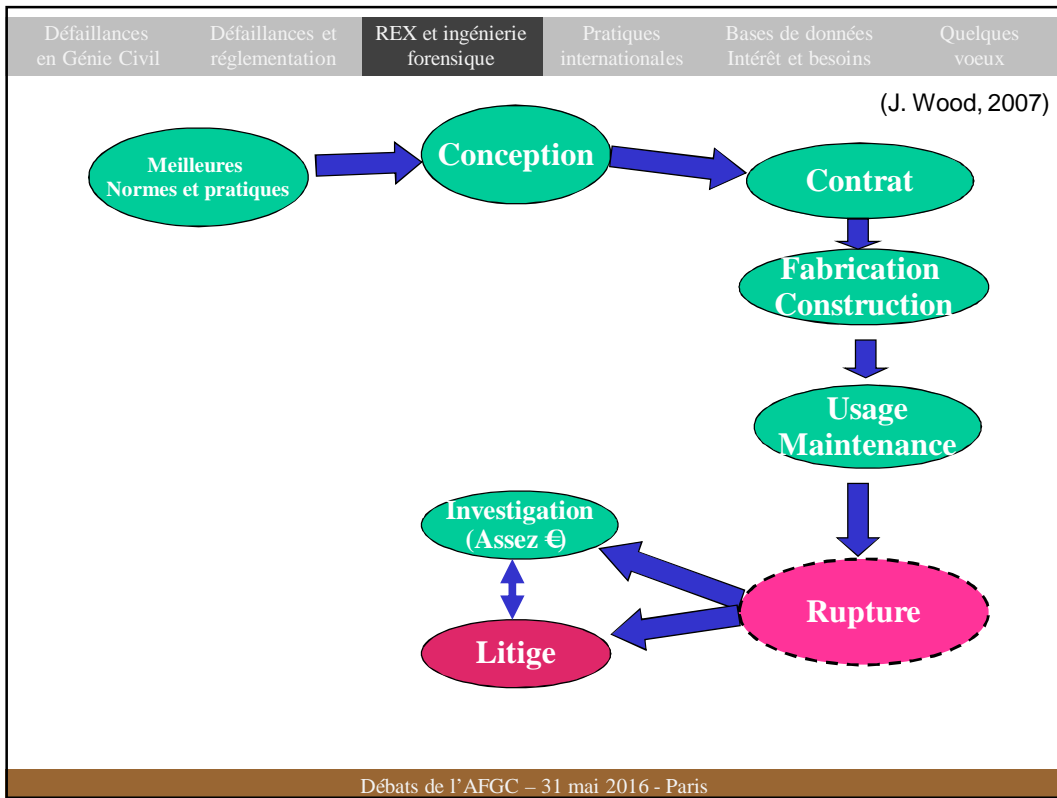 Défaillances
en Génie Civil
Défaillances et
réglementation
REX et ingénierie
forensique
Pratiques
internationales
Bases de données
Intérêt et besoins
Quelques
voeux
(J. Wood, 2007)
Meilleures
Normes et pratiques
Conception
Contrat
Fabrication
Construction
Usage
Maintenance
Rupture
Investigation
(Assez €)
Litige
Débats de l'AFGC – 31 mai 2016 - Paris